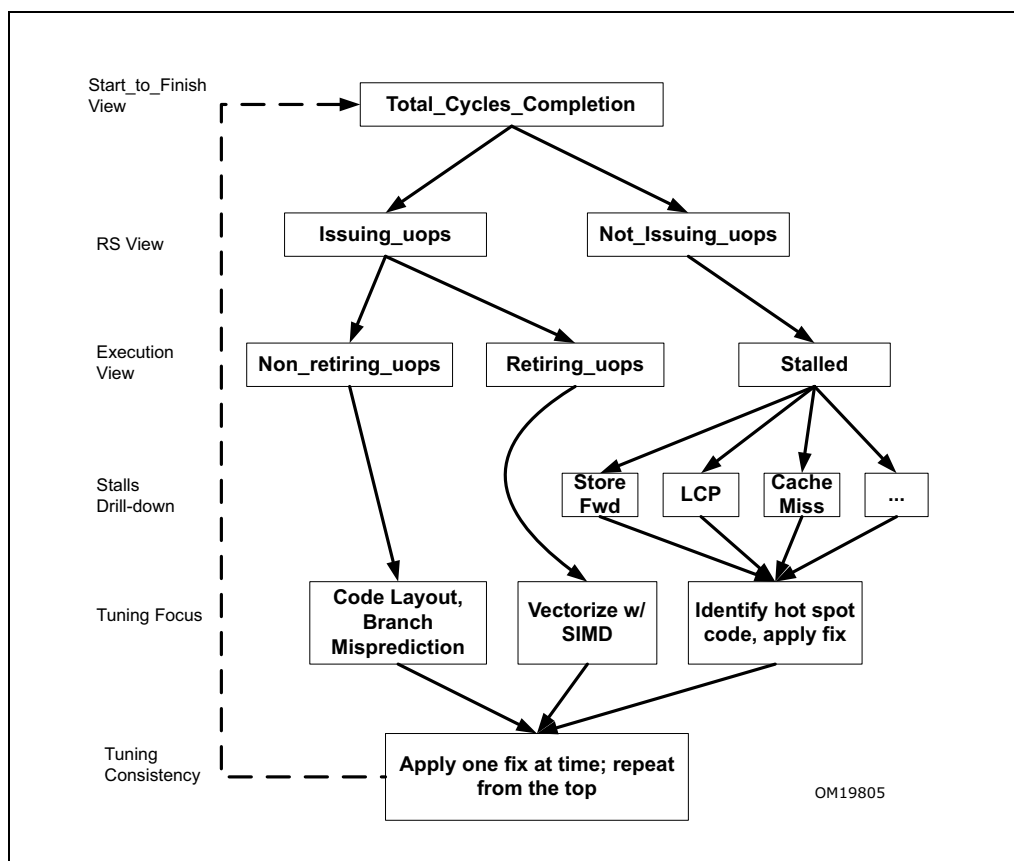 Start_to_Finish
View
Total_Cycles_Completion
RS View
Issuing_uops
Not_Issuing_uops
Execution
View
Non_retiring_uops
Retiring_uops
Stalled
Stalls
Drill-down
Store
Fwd
LCP
Cache
Miss
...
Tuning Focus
Code Layout,
Branch
Misprediction
Vectorize w/
SIMD
Identify hot spot
code, apply fix
Tuning
Consistency
Apply one fix at time; repeat
from the top
OM19805